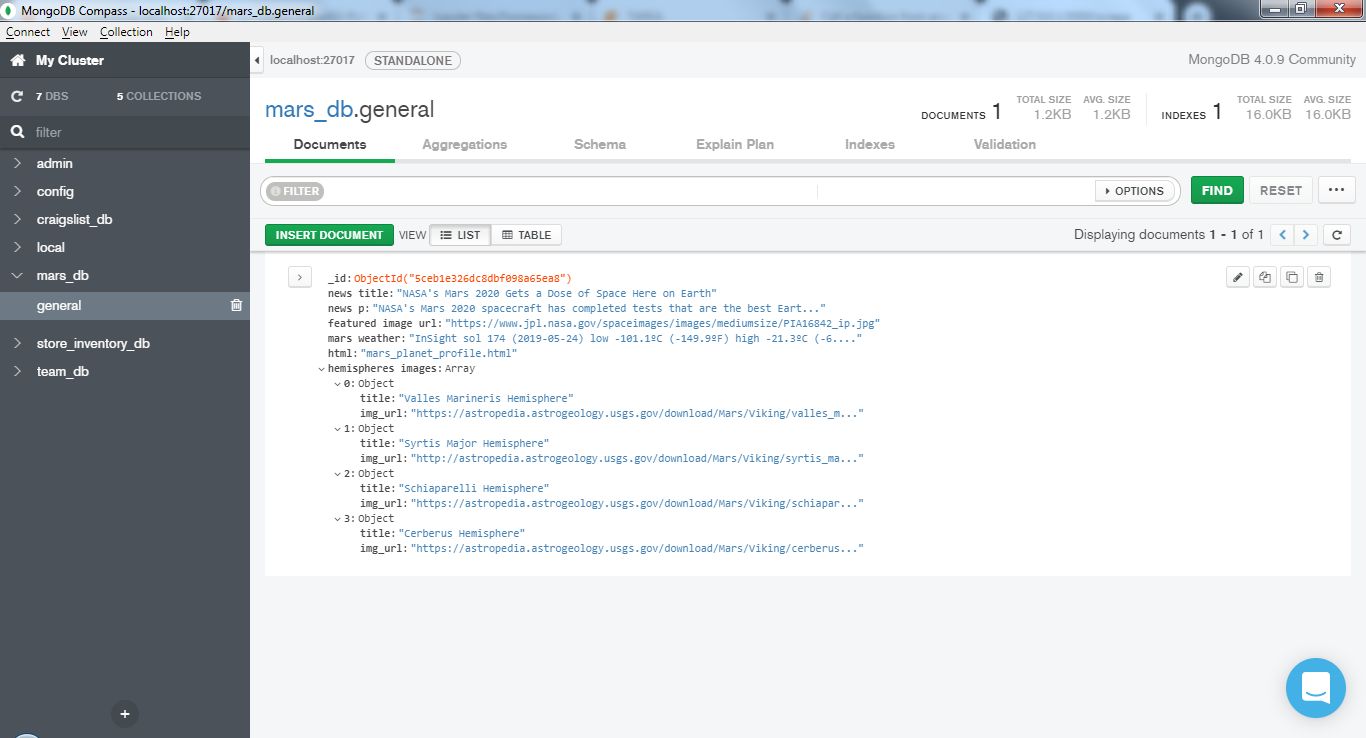 MongoDB Compass - localhost:27017/mars_db.general
Connect View Collection Help
My Cluster
7 DBS 5 COLLECTIONS
filter
admin
config
craigslist_db
local
mars_db
general
store_inventory_db
team_db
localhost:27017 STANDALONE MongoDB 4.0.9 Community
mars_db.general
DOCUMENTS 1 TOTAL SIZE 1.2KB AVG. SIZE 1.2KB INDEXES 1 TOTAL SIZE 16.0KB AVG. SIZE 16.0KB
Documents Aggregations Schema Explain Plan Indexes Validation
FILTER OPTIONS FIND RESET ...
INSERT DOCUMENT VIEW LIST TABLE Displaying documents 1 - 1 of 1
_id:ObjectId("5ceb1e326dc8dbf098a65ea8")
news title:"NASA's Mars 2020 Gets a Dose of Space Here on Earth"
news p:"NASA's Mars 2020 spacecraft has completed tests that are the best Eart..."
featured image url:"https://www.jpl.nasa.gov/spaceimages/images/mediumsize/PIA16842_ip.jpg"
mars weather:"InSight sol 174 (2019-05-24) low -101.1ºC (-149.9ºF) high -21.3ºC (-6...."
html:"mars_planet_profile.html"
hemispheres images:Array
0:Object
title:"Valles Marineris Hemisphere"
img_url:"https://astropedia.astrogeology.usgs.gov/download/Mars/Viking/valles_m..."
1:Object
title:"Syrtis Major Hemisphere"
img_url:"http://astropedia.astrogeology.usgs.gov/download/Mars/Viking/syrtis_ma..."
2:Object
title:"Schiaparelli Hemisphere"
img_url:"https://astropedia.astrogeology.usgs.gov/download/Mars/Viking/schiapar..."
3:Object
title:"Cerberus Hemisphere"
img_url:"https://astropedia.astrogeology.usgs.gov/download/Mars/Viking/cerberus..."